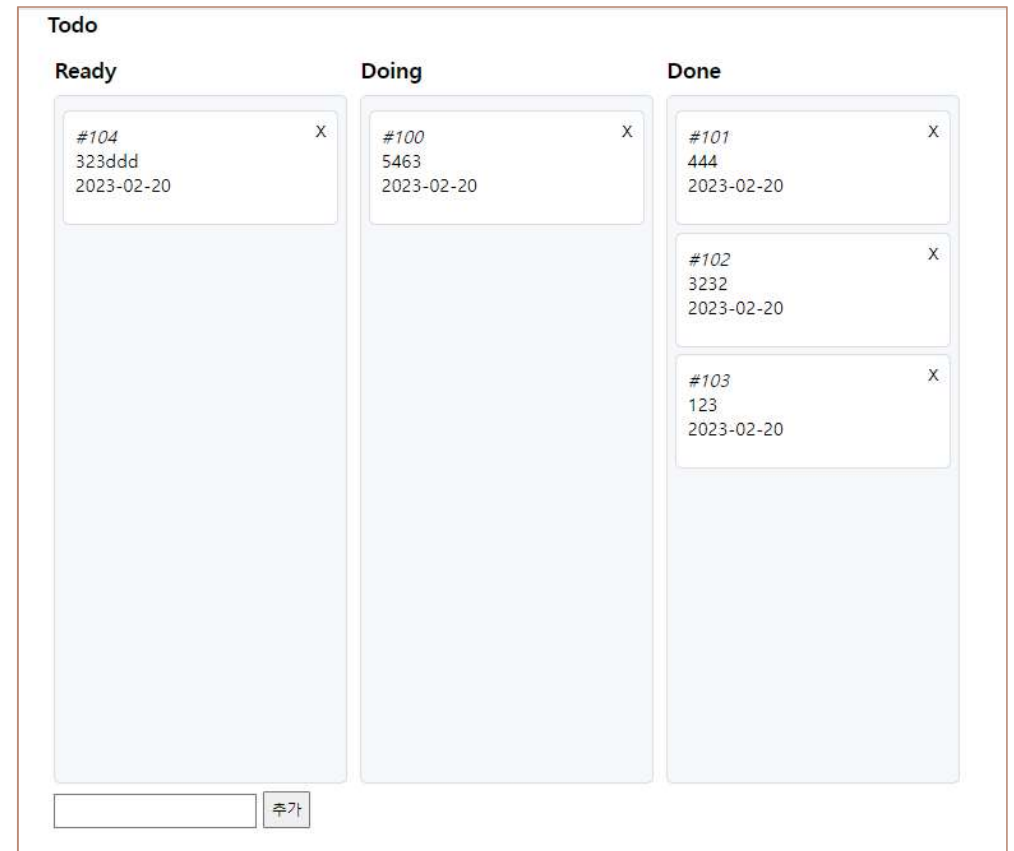 Todo
Ready
#104 X
323ddd
2023-02-20
Doing
#100 X
5463
2023-02-20
Done
#101 X
444
2023-02-20
#102 X
3232
2023-02-20
#103 X
123
2023-02-20
추가